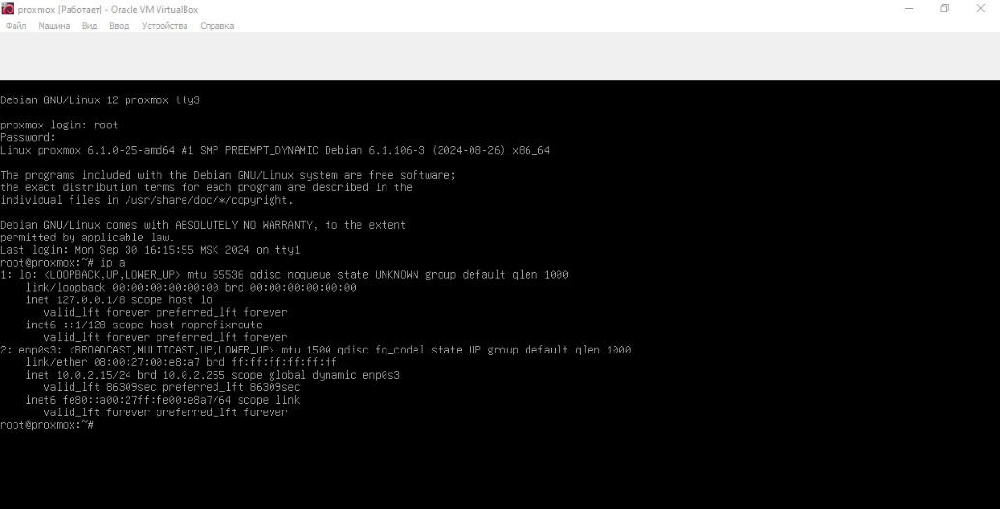 proxmox [Работает] - Oracle VM VirtualBox
Файл Машина Вид Ввод Устройства Справка
Debian GNU/Linux 12 proxmox tty3
proxmox login: root
Password:
Linux proxmox 6.1.0-25-amd64 #1 SMP PREEMPT_DYNAMIC Debian 6.1.106-3 (2024-08-26) x86_64
The programs included with the Debian GNU/Linux system are free software;
the exact distribution terms for each program are described in the
individual files in /usr/share/doc/*/copyright.
Debian GNU/Linux comes with ABSOLUTELY NO WARRANTY, to the extent
permitted by applicable law.
Last login: Mon Sep 30 16:15:55 MSK 2024 on tty1
root@proxmox:~# ip a
1: lo: <LOOPBACK,UP,LOWER_UP> mtu 65536 qdisc noqueue state UNKNOWN group default qlen 1000
link/loopback 00:00:00:00:00:00 brd 00:00:00:00:00:00
inet 127.0.0.1/8 scope host lo
valid_lft forever preferred_lft forever
inet6 ::1/128 scope host noprefixroute
valid_lft forever preferred_lft forever
2: enp0s3: <BROADCAST,MULTICAST,UP,LOWER_UP> mtu 1500 qdisc fq_codel state UP group default qlen 1000
link/ether 08:00:27:00:e8:a7 brd ff:ff:ff:ff:ff:ff
inet 10.0.2.15/24 brd 10.0.2.255 scope global dynamic enp0s3
valid_lft 86309sec preferred_lft 86309sec
inet6 fe80::a00:27ff:fe00:e8a7/64 scope link
valid_lft forever preferred_lft forever
root@proxmox:~#